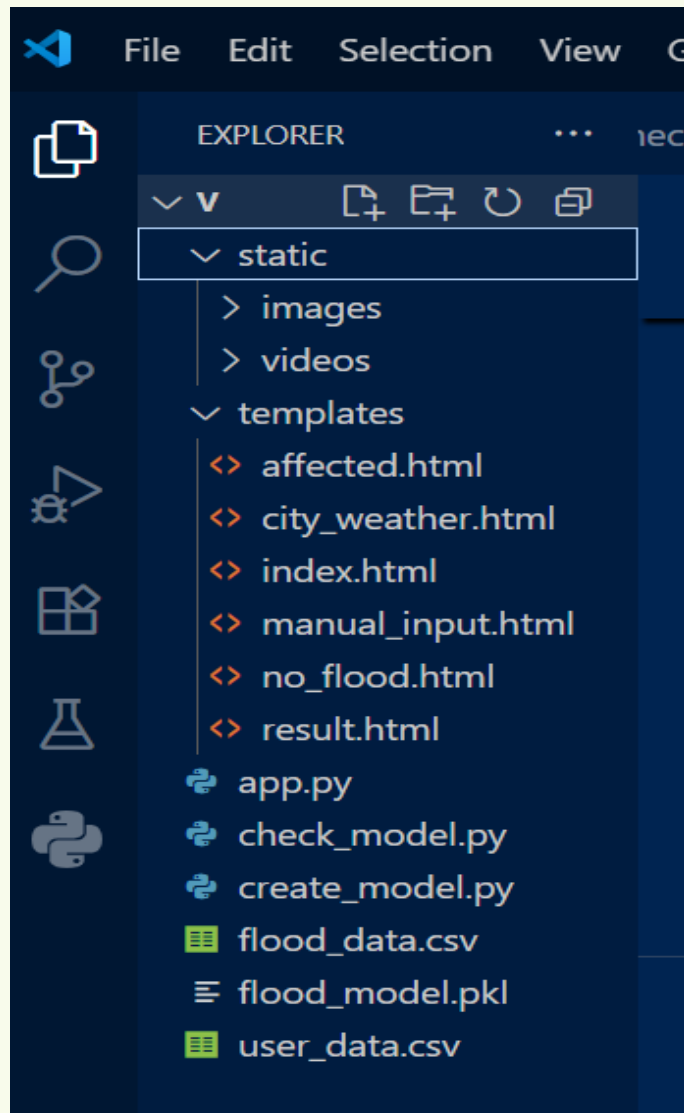 File Edit Selection View
EXPLORER
V
static
images
videos
templates
affected.html
city_weather.html
index.html
manual_input.html
no_flood.html
result.html
app.py
check_model.py
create_model.py
flood_data.csv
flood_model.pkl
user_data.csv